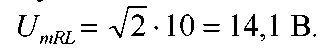 U_{mRL} = √2 · 10 = 14,1 В.